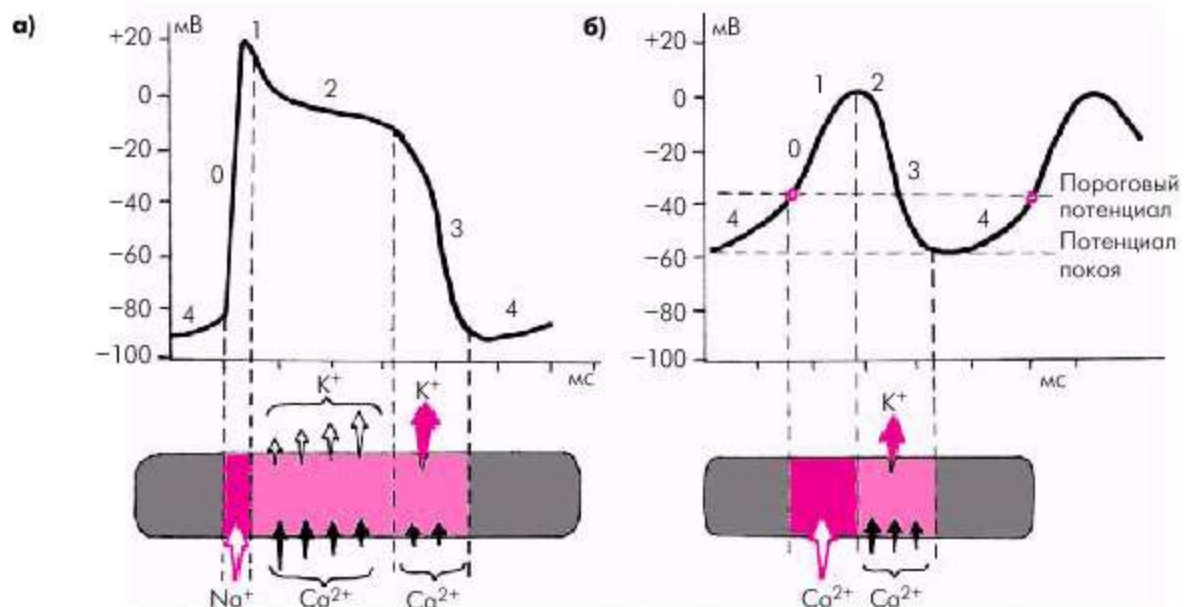 а)
мВ
+20
0
−20
−40
−60
−80
−100
0
1
2
3
4
4
мс
K⁺
K⁺
Na⁺
Ca²⁺
Ca²⁺
б)
мВ
+20
0
−20
−40
−60
−80
−100
4
0
1
2
3
4
Пороговый
потенциал
Потенциал
покоя
мс
K⁺
Ca²⁺
Ca²⁺